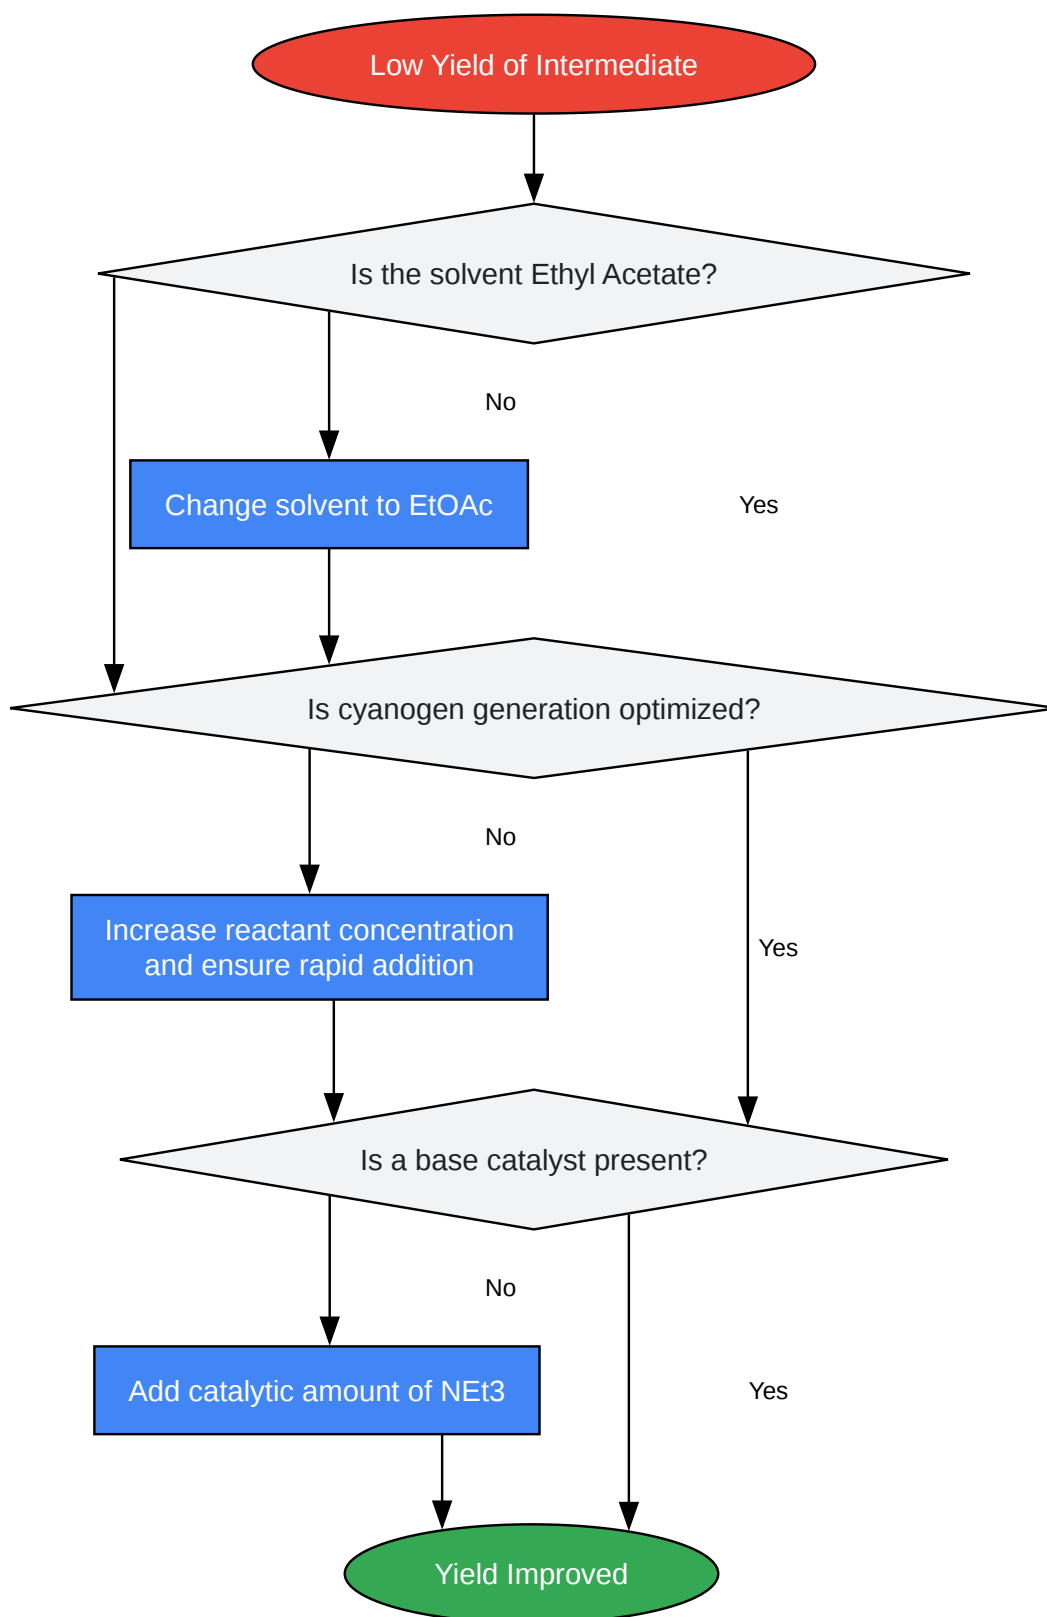 Low Yield of Intermediate
Is the solvent Ethyl Acetate?
No
Change solvent to EtOAc
Yes
Is cyanogen generation optimized?
No
Increase reactant concentration
and ensure rapid addition
Yes
Is a base catalyst present?
No
Add catalytic amount of NEt3
Yes
Yield Improved